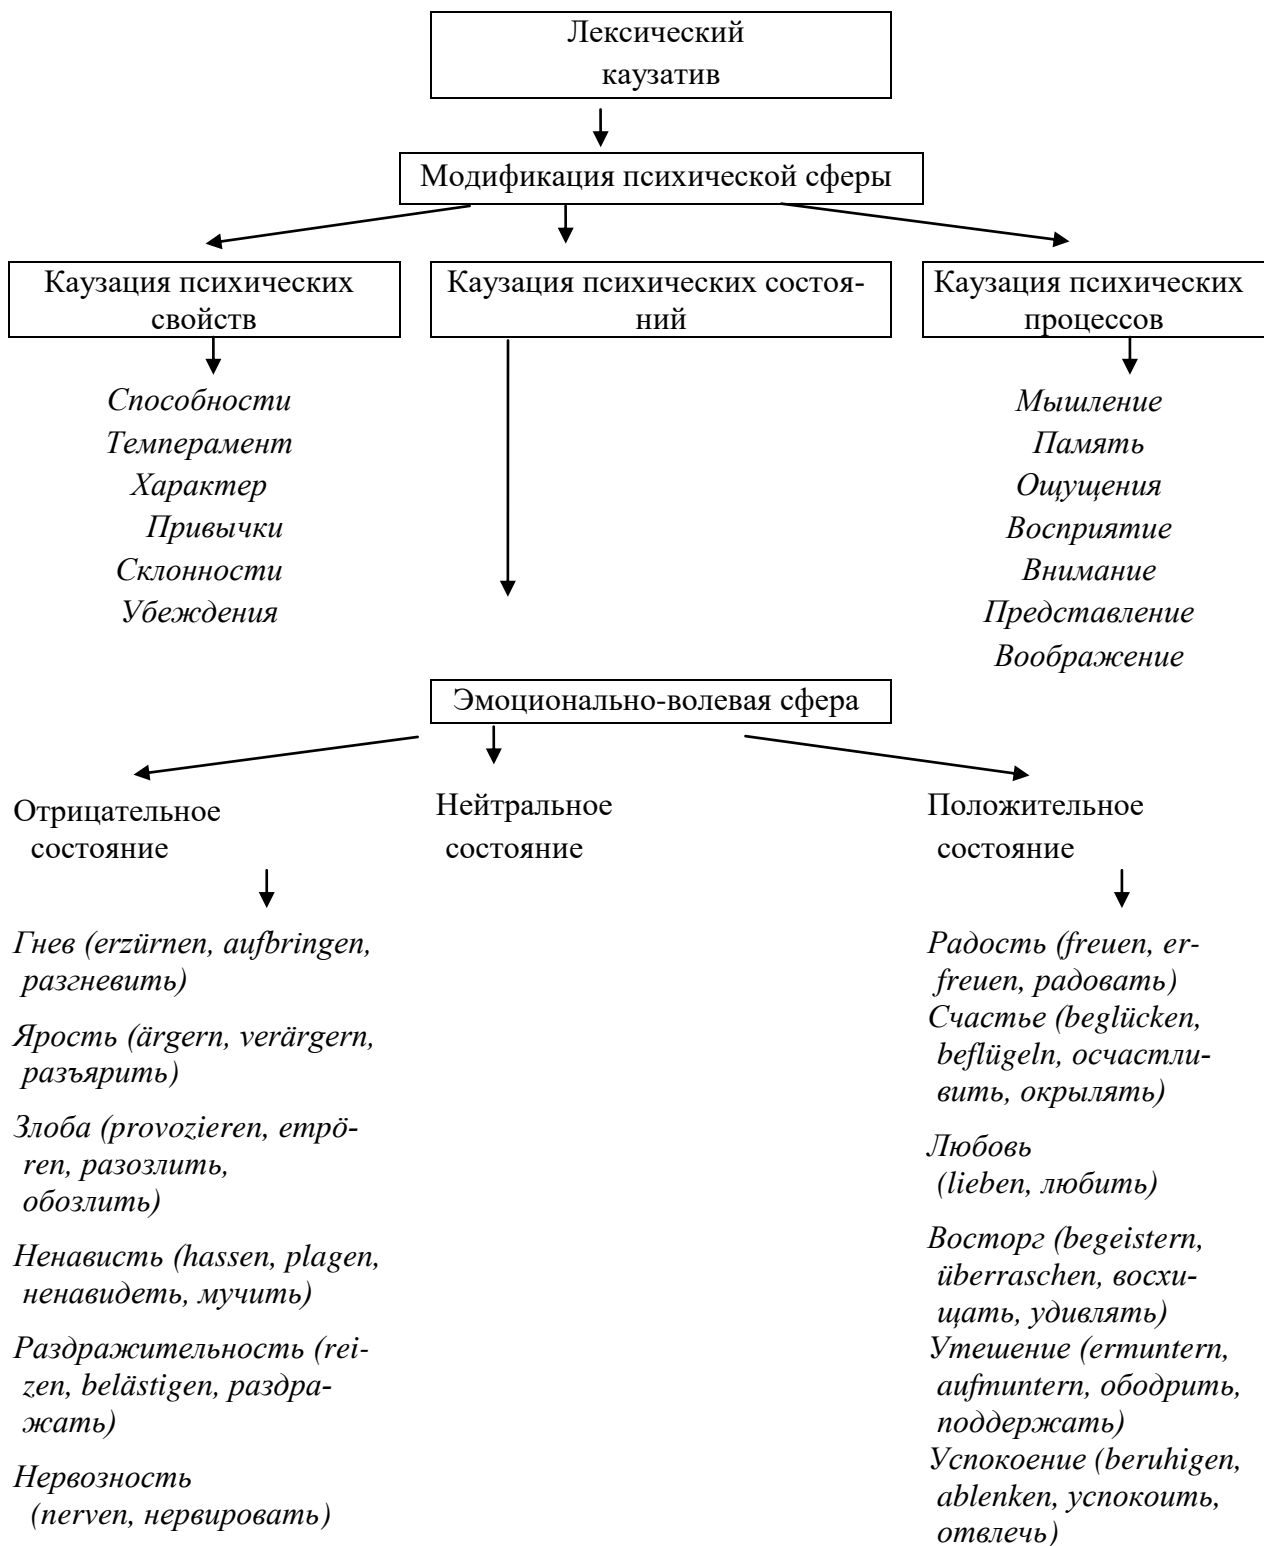 Лексический
каузатив
Модификация психической сферы
Каузация психических
свойств
Каузация психических состоя-
ний
Каузация психических
процессов
Способности
Темперамент
Характер
Привычки
Склонности
Убеждения
Мышление
Память
Ощущения
Восприятие
Внимание
Представление
Воображение
Эмоционально-волевая сфера
Отрицательное
состояние
Нейтральное
состояние
Положительное
состояние
Гнев (erzürnen, aufbringen,
разгневить)
Ярость (ärgern, verärgern,
разъярить)
Злоба (provozieren, empö-
ren, разозлить,
обозлить)
Ненависть (hassen, plagen,
ненавидеть, мучить)
Раздражительность (rei-
zen, belästigen, раздра-
жать)
Нервозность
(nerven, нервировать)
Радость (freuen, er-
freuen, радовать)
Счастье (beglücken,
beflügeln, осчастли-
вить, окрылять)
Любовь
(lieben, любить)
Восторг (begeistern,
überraschen, восхи-
щать, удивлять)
Утешение (ermuntern,
aufmuntern, ободрить,
поддержать)
Успокоение (beruhigen,
ablenken, успокоить,
отвлечь)